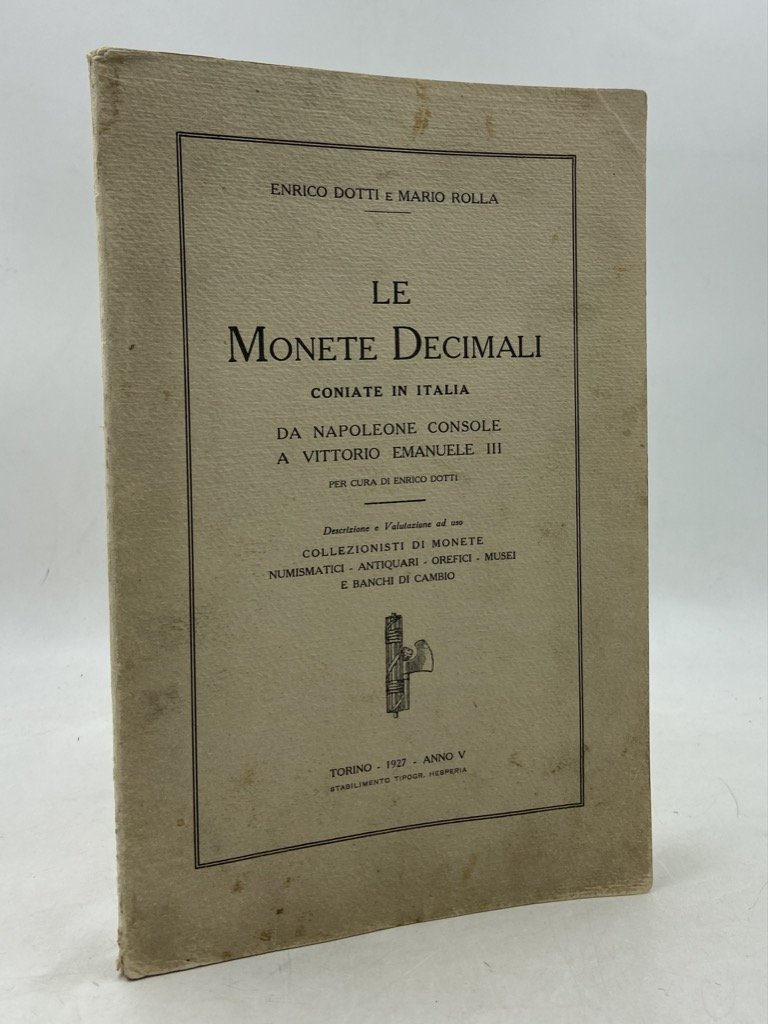 ENRICO DOTTI E MARIO ROLLA
LE
MONETE DECIMALI
CONIATE IN ITALIA
DA NAPOLEONE CONSOLE
A VITTORIO EMANUELE III
PER CURA DI ENRICO DOTTI
Descrizione e Valutazione ad uso
COLLEZIONISTI DI MONETE
NUMISMATICI - ANTIQUARI - OREFICI - MUSEI
E BANCHI DI CAMBIO
TORINO - 1927 - ANNO V
STABILIMENTO TIPOGR. HESPERIA